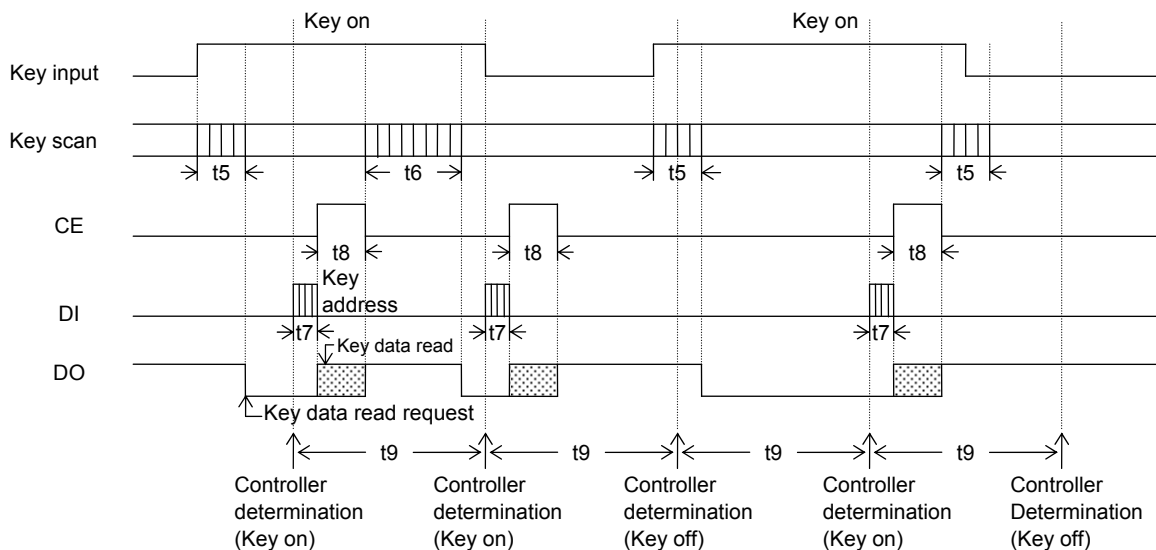 Key on
Key on
Key input
Key scan
t5
t6
t5
t5
CE
t8
t8
t8
Key
address
DI
t7
t7
t7
Key data read
DO
Key data read request
t9
t9
t9
t9
Controller
determination
(Key on)
Controller
determination
(Key on)
Controller
determination
(Key off)
Controller
determination
(Key on)
Controller
Determination
(Key off)